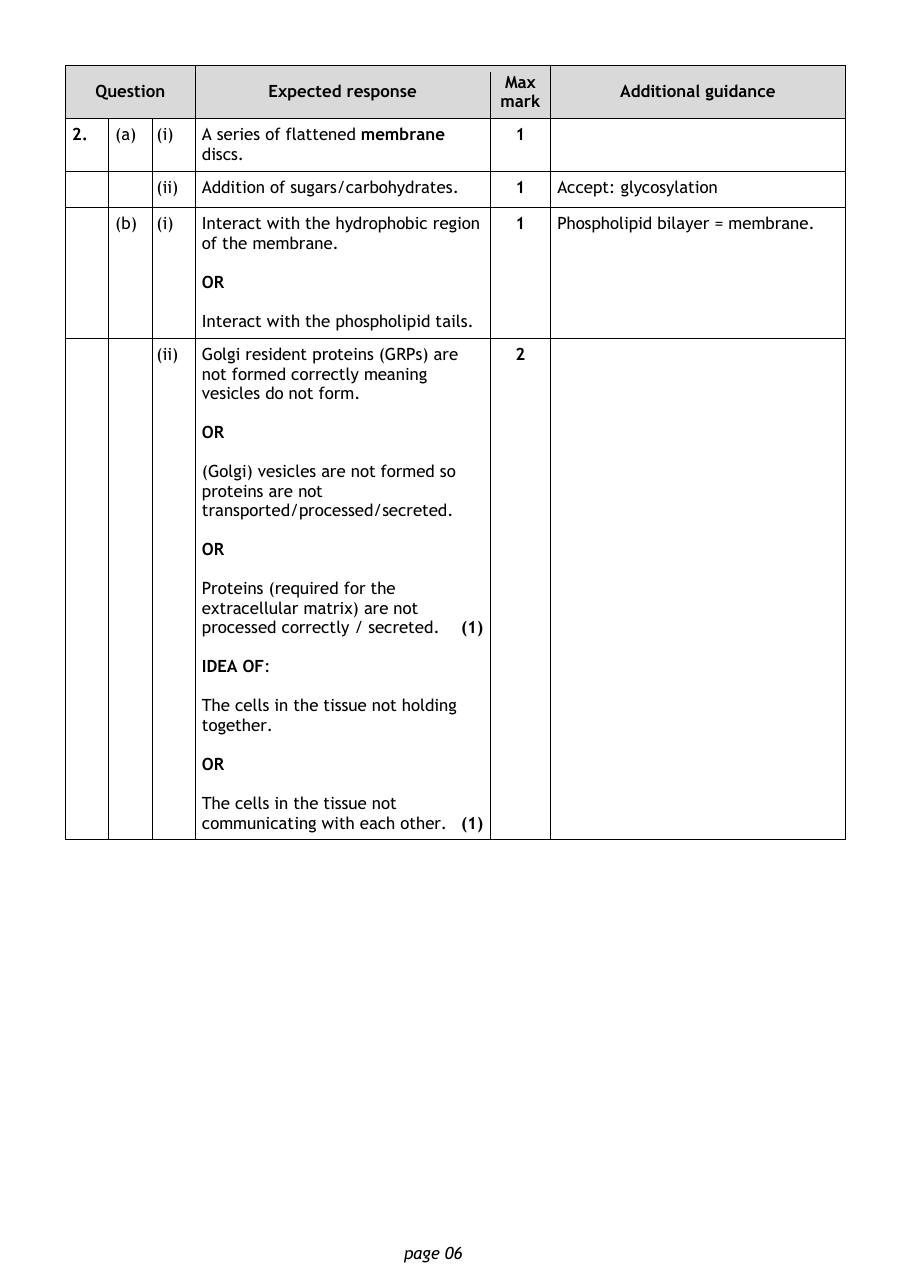 Question Expected response Max mark Additional guidance
2. (a) (i) A series of flattened membrane 1
discs.
(ii) Addition of sugars/carbohydrates. 1 Accept: glycosylation
(b) (i) Interact with the hydrophobic region 1 Phospholipid bilayer = membrane.
of the membrane.
OR
Interact with the phospholipid tails.
(ii) Golgi resident proteins (GRPs) are 2
not formed correctly meaning
vesicles do not form.
OR
(Golgi) vesicles are not formed so
proteins are not
transported/processed/secreted.
OR
Proteins (required for the
extracellular matrix) are not
processed correctly / secreted. (1)
IDEA OF:
The cells in the tissue not holding
together.
OR
The cells in the tissue not
communicating with each other. (1)
page 06